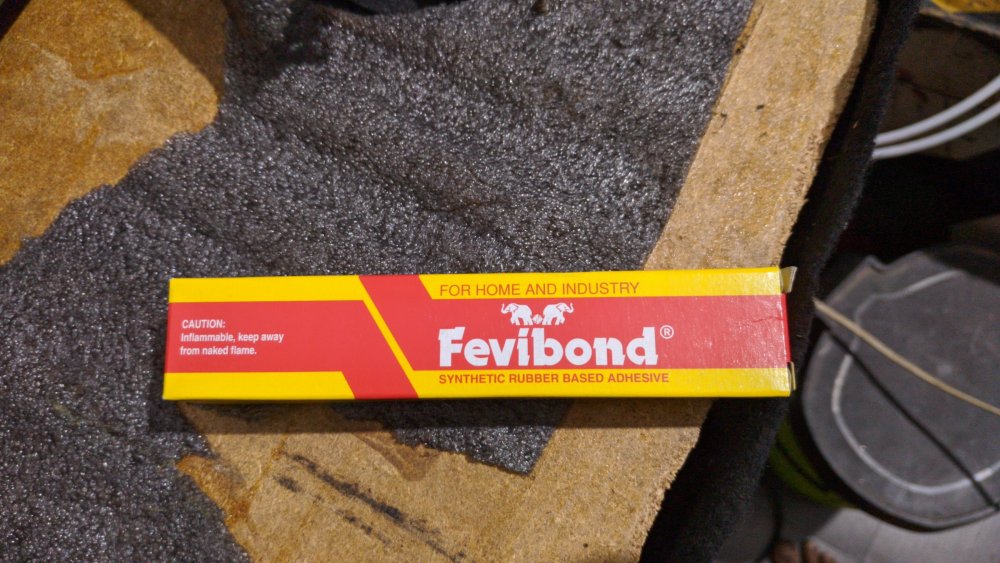 CAUTION:
Inflammable, keep away
from naked flame.
FOR HOME AND INDUSTRY
Fevibond®
SYNTHETIC RUBBER BASED ADHESIVE